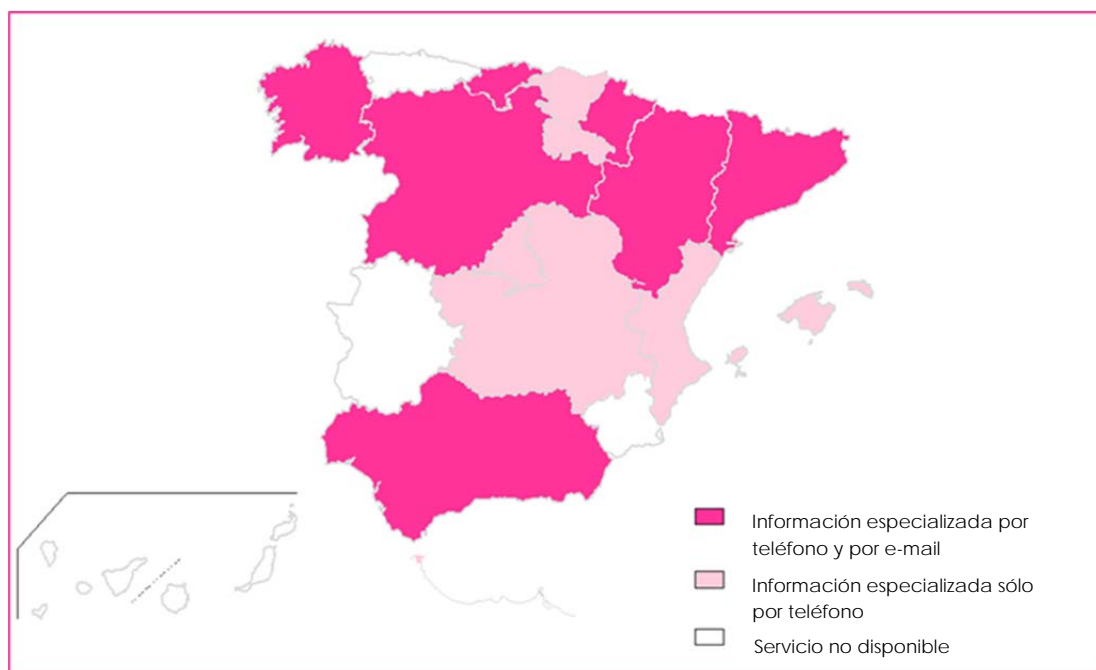 Información especializada por
teléfono y por e-mail
Información especializada sólo
por teléfono
Servicio no disponible